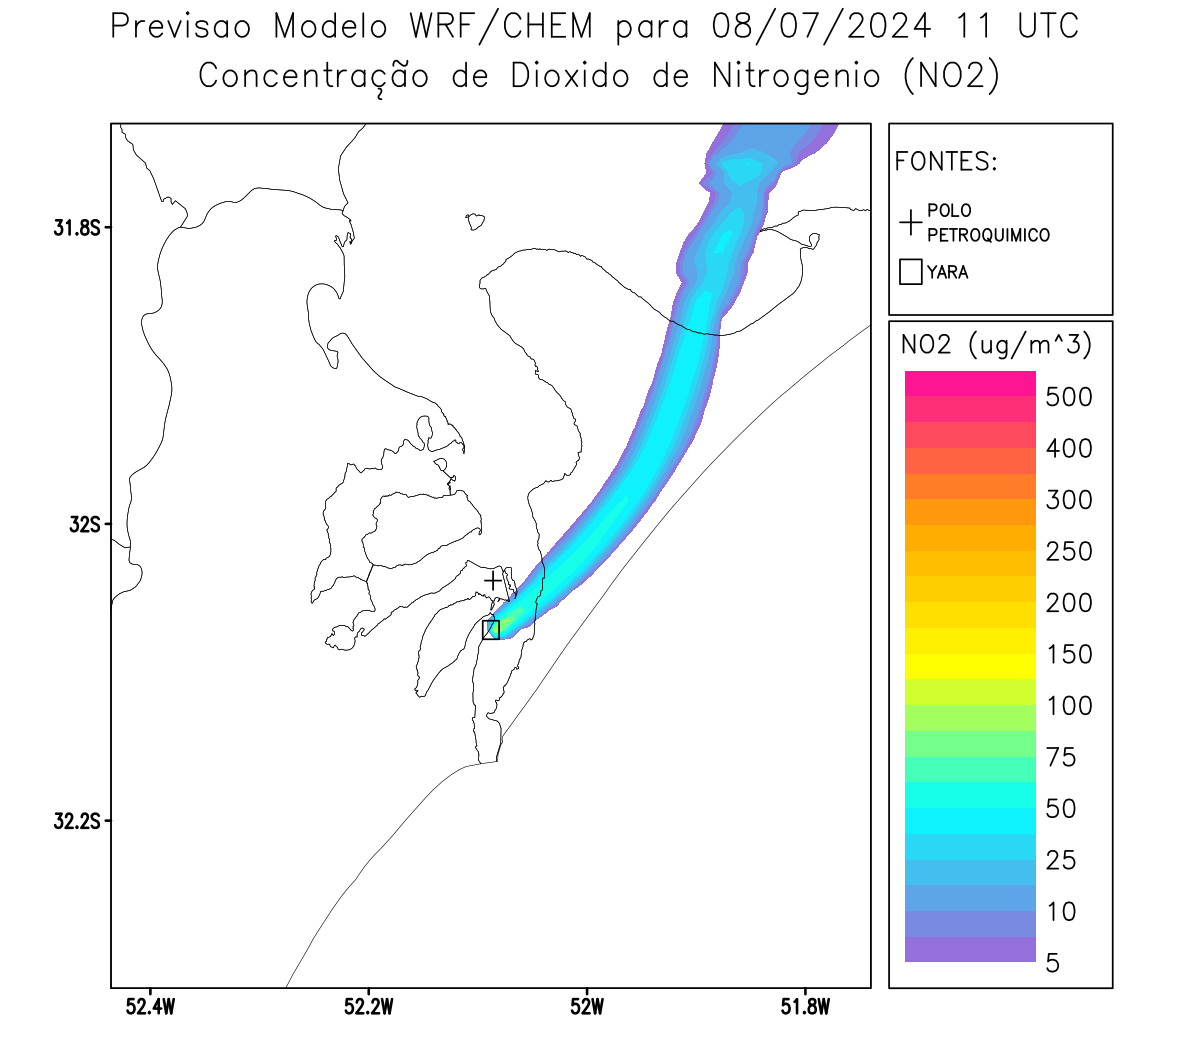 Previsao Modelo WRF/CHEM para 08/07/2024 11 UTC
Concentração de Dioxido de Nitrogenio (NO2)
FONTES:
POLO
PETROQUIMICO
YARA
NO2 (ug/m^3)
500
400
300
250
200
150
100
75
50
25
10
5
31.8S
32S
32.2S
52.4W
52.2W
52W
51.8W